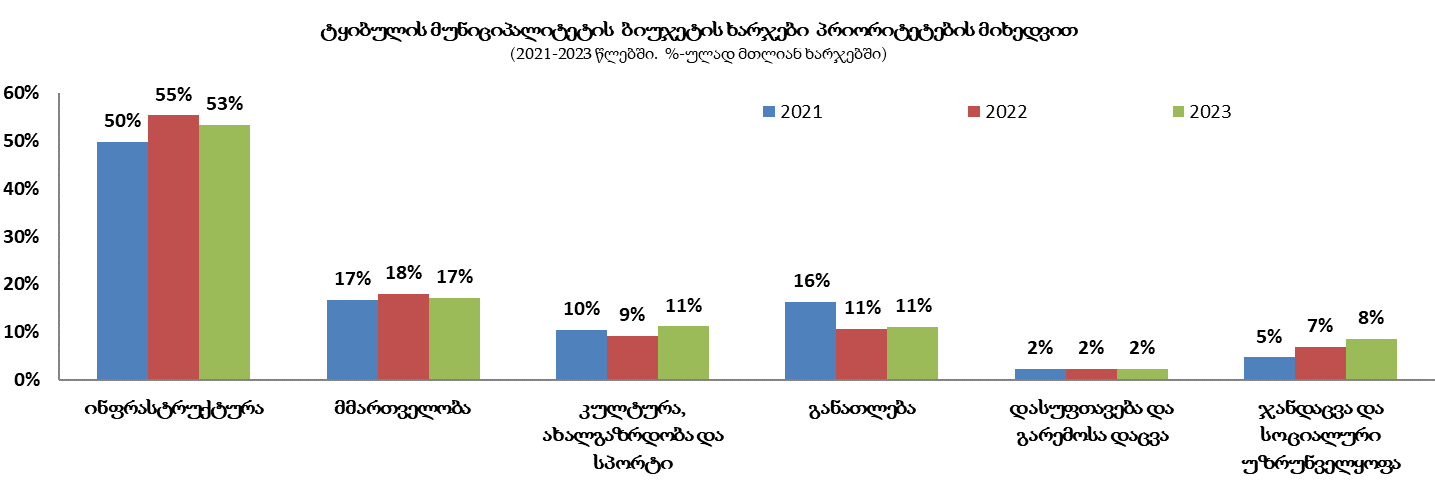 ტყიბულის მუნიციპალიტეტის ბიუჯეტის ხარჯები პრიორიტეტების მიხედვით
(2021-2023 წლებში. %-ულად მთლიან ხარჯებში)
60%
50%
40%
30%
20%
10%
0%
2021
2022
2023
50%
55%
53%
17%
18%
17%
10%
9%
11%
16%
11%
11%
2%
2%
2%
5%
7%
8%
ინფრასტრუქტურა
მმართველობა
კულტურა,
ახალგაზრდობა და
სპორტი
განათლება
დასუფთავება და
გარემოსა დაცვა
ჯანდაცვა და
სოციალური
უზრუნველყოფა